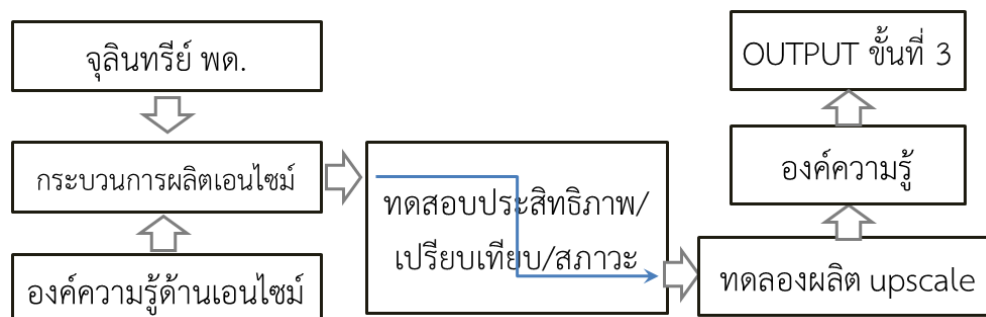 จุลินทรีย์ พด.
กระบวนการผลิตเอนไซม์
องค์ความรู้ด้านเอนไซม์
ทดสอบประสิทธิภาพ/
เปรียบเทียบ/สภาวะ
ทดลองผลิต upscale
องค์ความรู้
OUTPUT ขั้นที่ 3